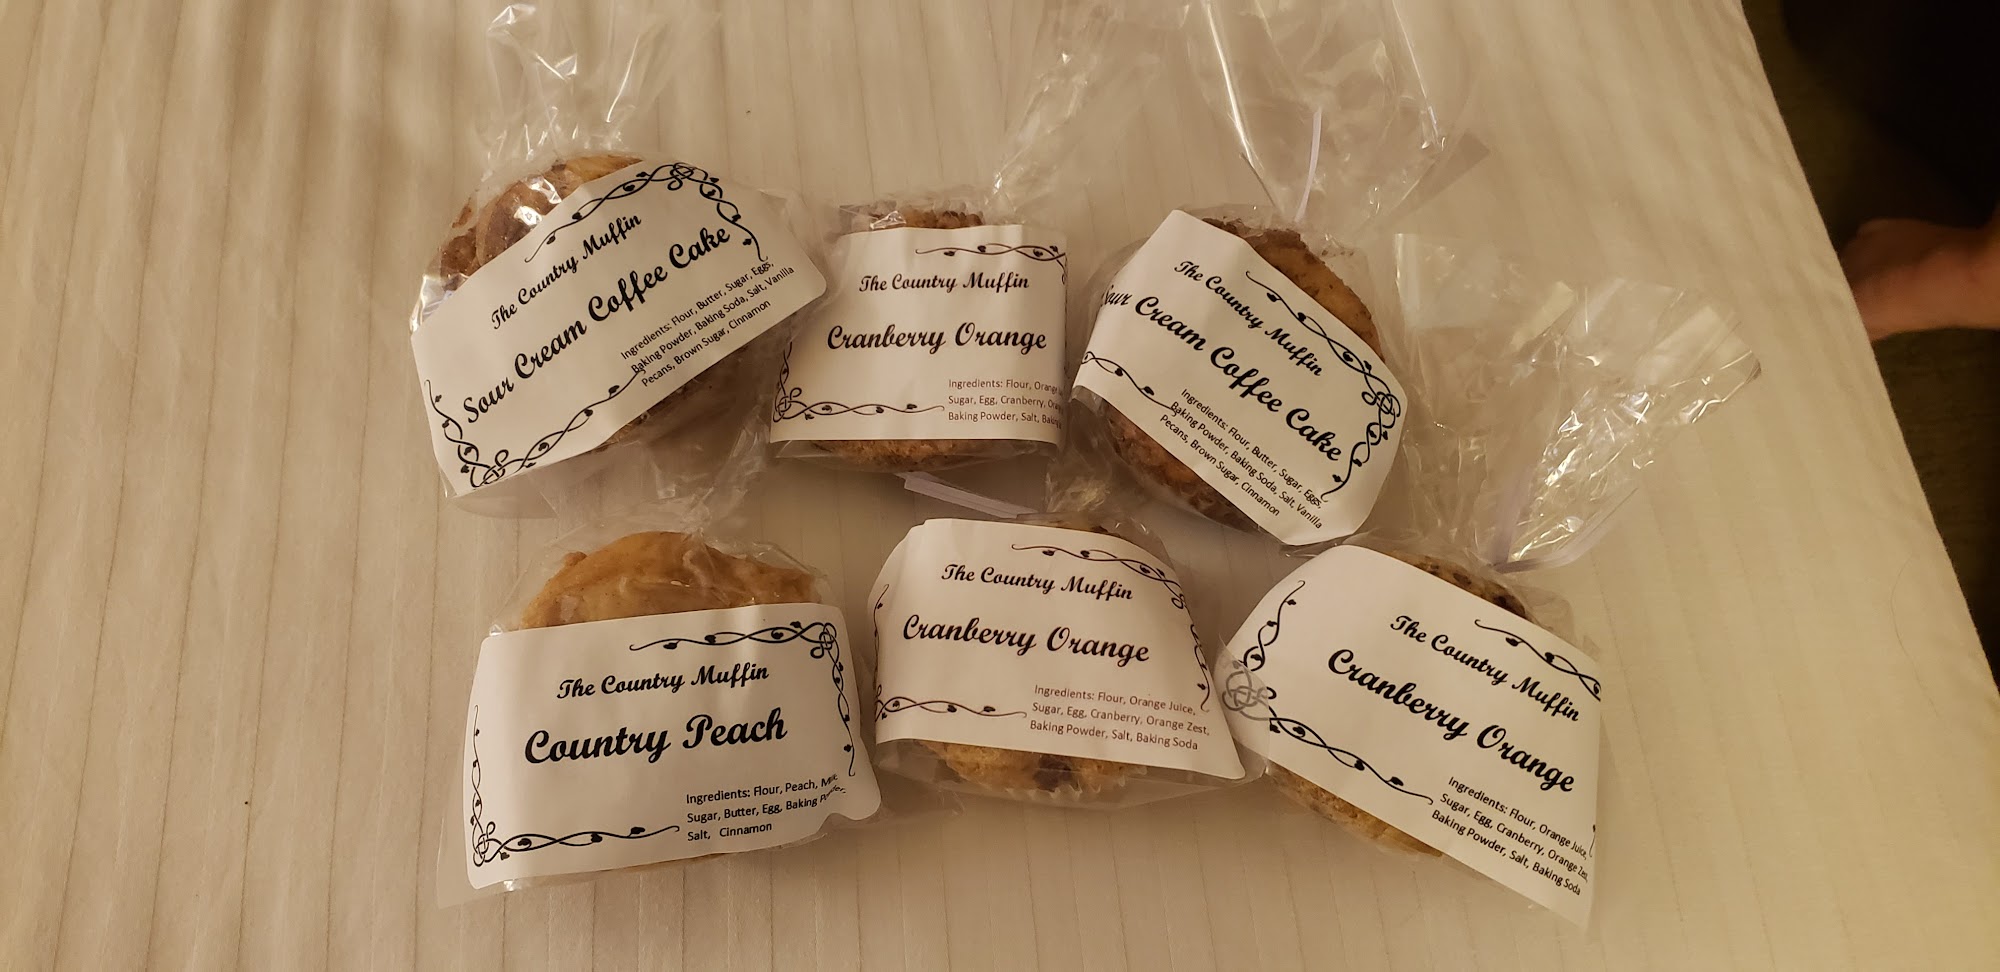 The Country Muffin
Sour Cream Coffee Cake
Ingredients: Flour, Butter, Sugar, Eggs,
Baking Powder, Baking Soda, Salt, Vanilla
Pecans, Brown Sugar, Cinnamon
The Country Muffin
Cranberry Orange
Ingredients: Flour, Orange
Sugar, Egg, Cranberry,
Baking Powder, Salt,
The Country Muffin
Sour Cream Coffee Cake
Ingredients: Flour, Butter, Sugar, Eggs,
Baking Powder, Baking Soda, Salt, Vanilla
Pecans, Brown Sugar, Cinnamon
The Country Muffin
Country Peach
Ingredients: Flour, Peach, Milk,
Sugar, Butter, Egg, Baking Powder,
Salt, Cinnamon
The Country Muffin
Cranberry Orange
Ingredients: Flour, Orange Juice,
Sugar, Egg, Cranberry, Orange Zest,
Baking Powder, Salt, Baking Soda
The Country Muffin
Cranberry Orange
Ingredients: Flour, Orange Juice,
Sugar, Egg, Cranberry, Orange Zest,
Baking Powder, Salt, Baking Soda